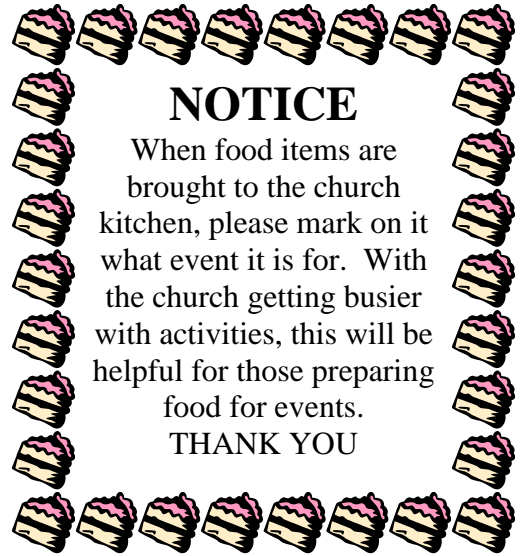 NOTICE
When food items are
brought to the church
kitchen, please mark on it
what event it is for.  With
the church getting busier
with activities, this will be
helpful for those preparing
food for events.
THANK YOU